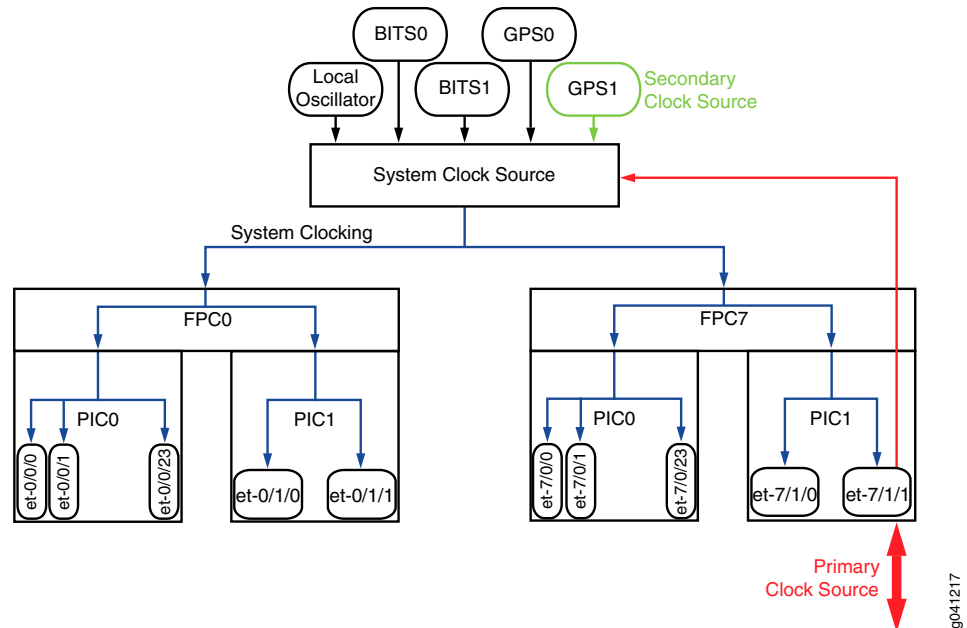 BITS0
GPS0
Local
Oscillator
BITS1
GPS1
Secondary
Clock Source
System Clock Source
System Clocking
FPC0
FPC7
PIC0
PIC1
PIC0
PIC1
et-0/0/0
et-0/0/1
et-0/0/23
et-0/1/0
et-0/1/1
et-7/0/0
et-7/0/1
et-7/0/23
et-7/1/0
et-7/1/1
Primary
Clock Source
g041217